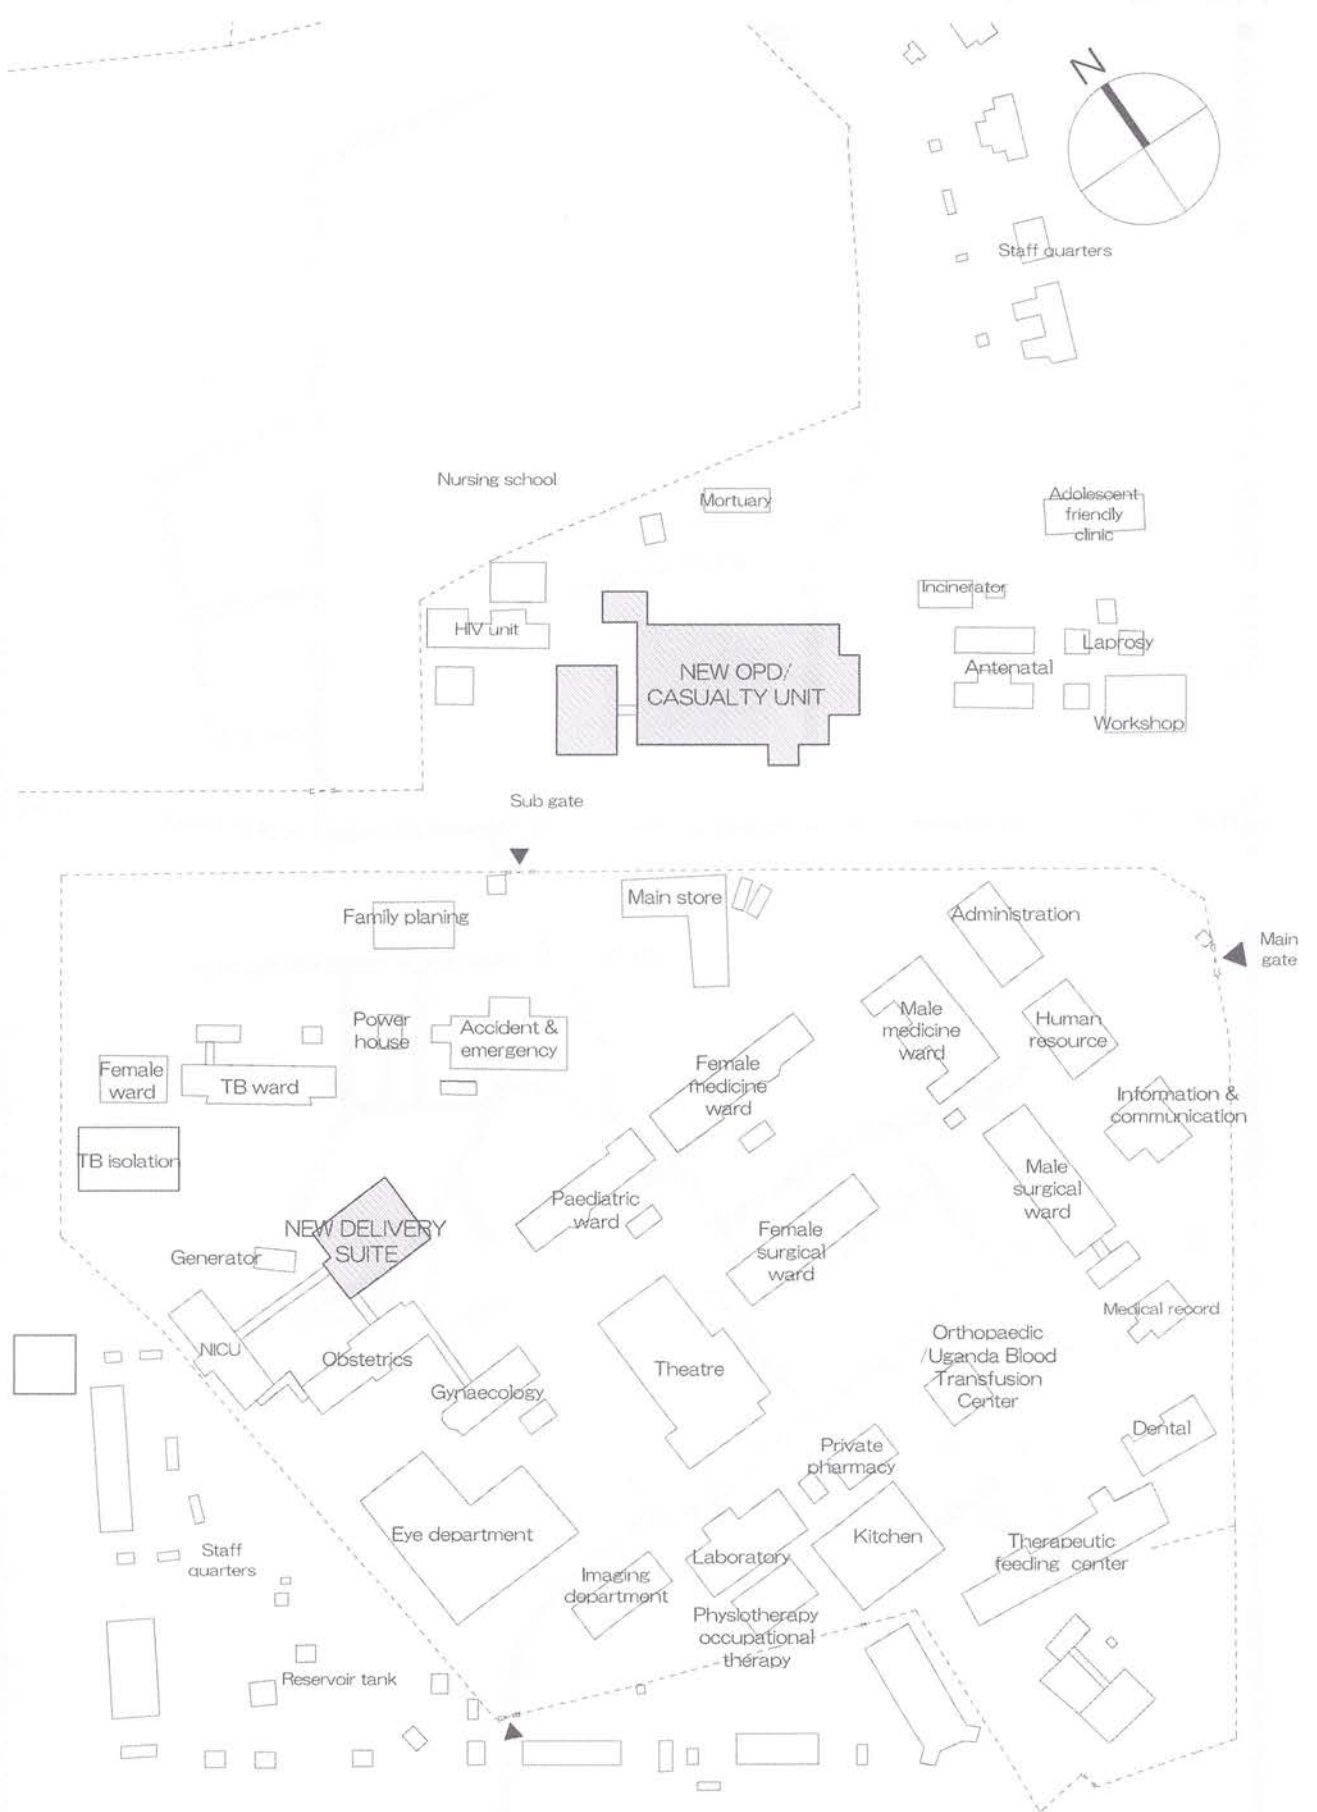 N
Staff quarters
Nursing school
Mortuary
Adolescent
friendly
clinic
Incinerator
HIV unit
Laprosy
NEW OPD/
CASUALTY UNIT
Antenatal
Workshop
Sub gate
Main store
Family planing
Administration
Main
gate
Power
house
Accident &
emergency
Male
medicine
ward
Human
resource
Female
ward
TB ward
Female
medicine
ward
Information &
communication
TB isolation
Male
surgical
ward
Paediatric
ward
NEW DELIVERY
SUITE
Female
surgical
ward
Generator
Medical record
NICU
Obstetrics
Orthopaedic
/Uganda Blood
Transfusion
Center
Theatre
Gynaecology
Dental
Private
pharmacy
Eye department
Kitchen
Therapeutic
feeding center
Staff
quarters
Laboratory
Imaging
department
Physiotherapy
occupational
therapy
Reservoir tank